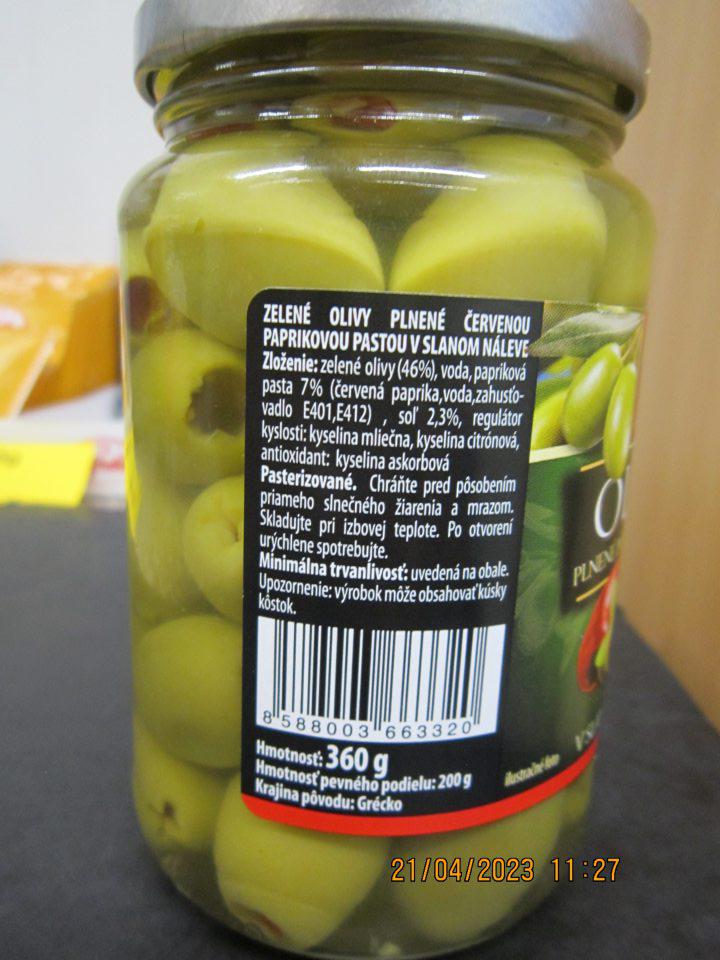 ZELENÉ OLIVY PLNENÉ ČERVENOU
PAPRIKOVOU PASTOU V SLANOM NÁLEVE
Zloženie: zelené olivy (46%), voda, papriková
pasta 7% (červená paprika,voda,zahusťo-
vadlo E401,E412) , soľ 2,3%, regulátor
kyslosti: kyselina mliečna, kyselina citrónová,
antioxidant: kyselina askorbová
Pasterizované. Chráňte pred pôsobením
priameho slnečného žiarenia a mrazom.
Skladujte pri izbovej teplote. Po otvorení
urýchlene spotrebujte.
Minimálna trvanlivosť: uvedená na obale.
Upozornenie: výrobok môže obsahovať kúsky
kôstok.
8 588003 663320
Hmotnosť: 360 g
Hmotnosť pevného podielu: 200 g
Krajina pôvodu: Grécko
ilustračné foto
21/04/2023 11:27